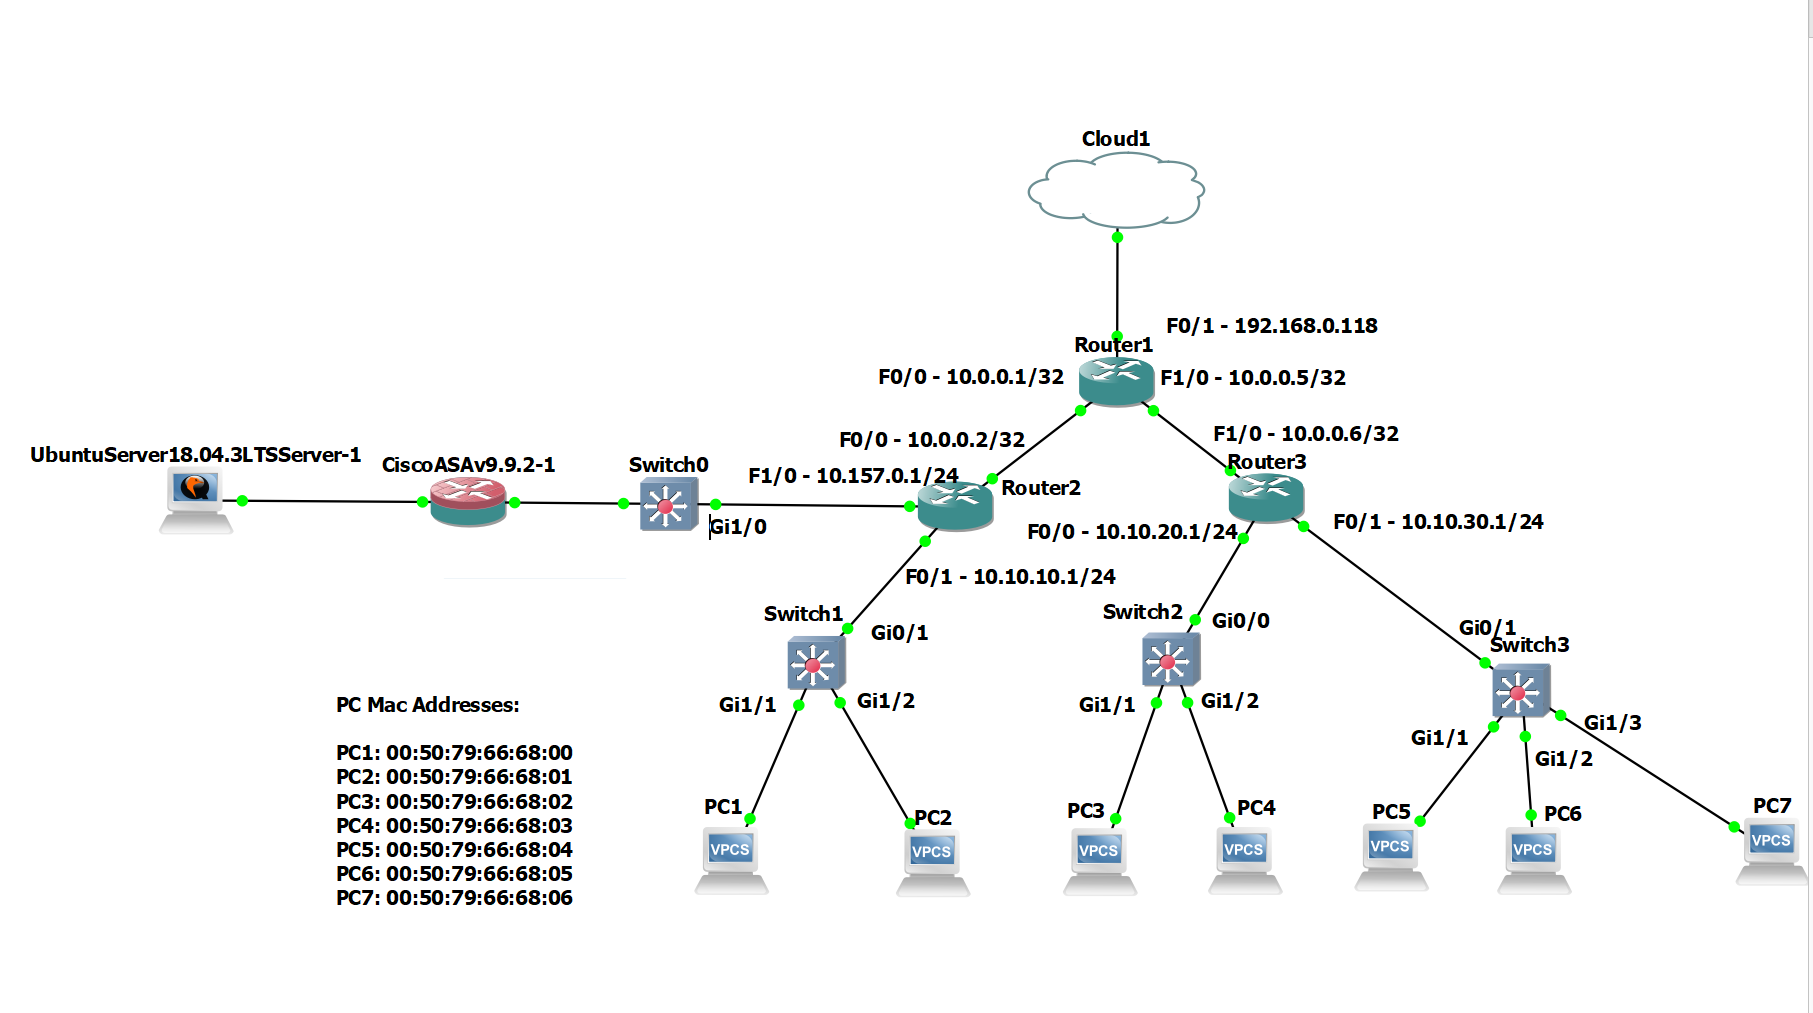 Cloud1
F0/1 - 192.168.0.118
Router1
F0/0 - 10.0.0.1/32
F1/0 - 10.0.0.5/32
F0/0 - 10.0.0.2/32
F1/0 - 10.0.0.6/32
UbuntuServer18.04.3LTSServer-1
CiscoASAv9.9.2-1
Switch0
F1/0 - 10.157.0.1/24
Router2
Router3
Gi1/0
F0/0 - 10.10.20.1/24
F0/1 - 10.10.30.1/24
F0/1 - 10.10.10.1/24
Switch1
Gi0/1
Switch2
Gi0/0
Gi0/1
Switch3
Gi1/1
Gi1/2
Gi1/1
Gi1/2
Gi1/1
Gi1/2
Gi1/3
PC Mac Addresses:
PC1: 00:50:79:66:68:00
PC2: 00:50:79:66:68:01
PC3: 00:50:79:66:68:02
PC4: 00:50:79:66:68:03
PC5: 00:50:79:66:68:04
PC6: 00:50:79:66:68:05
PC7: 00:50:79:66:68:06
PC1
VPCS
PC2
VPCS
PC3
VPCS
PC4
VPCS
PC5
VPCS
PC6
VPCS
PC7
VPCS